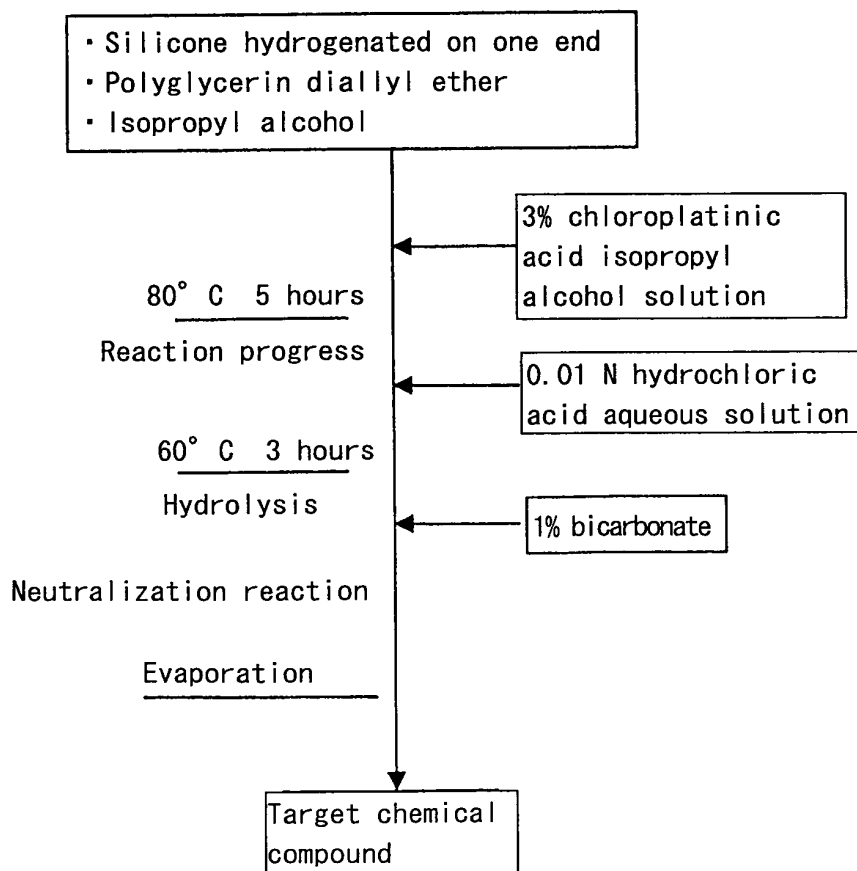 ・Silicone hydrogenated on one end
・Polyglycerin diallyl ether
・Isopropyl alcohol
3% chloroplatinic
acid isopropyl
alcohol solution
80° C 5 hours
Reaction progress
0.01 N hydrochloric
acid aqueous solution
60° C 3 hours
Hydrolysis
1% bicarbonate
Neutralization reaction
Evaporation
Target chemical
compound